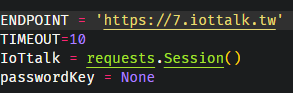 ENDPOINT = 'https://7.iottalk.tw'
TIMEOUT=10
IoTtalk = requests.Session()
passwordKey = None